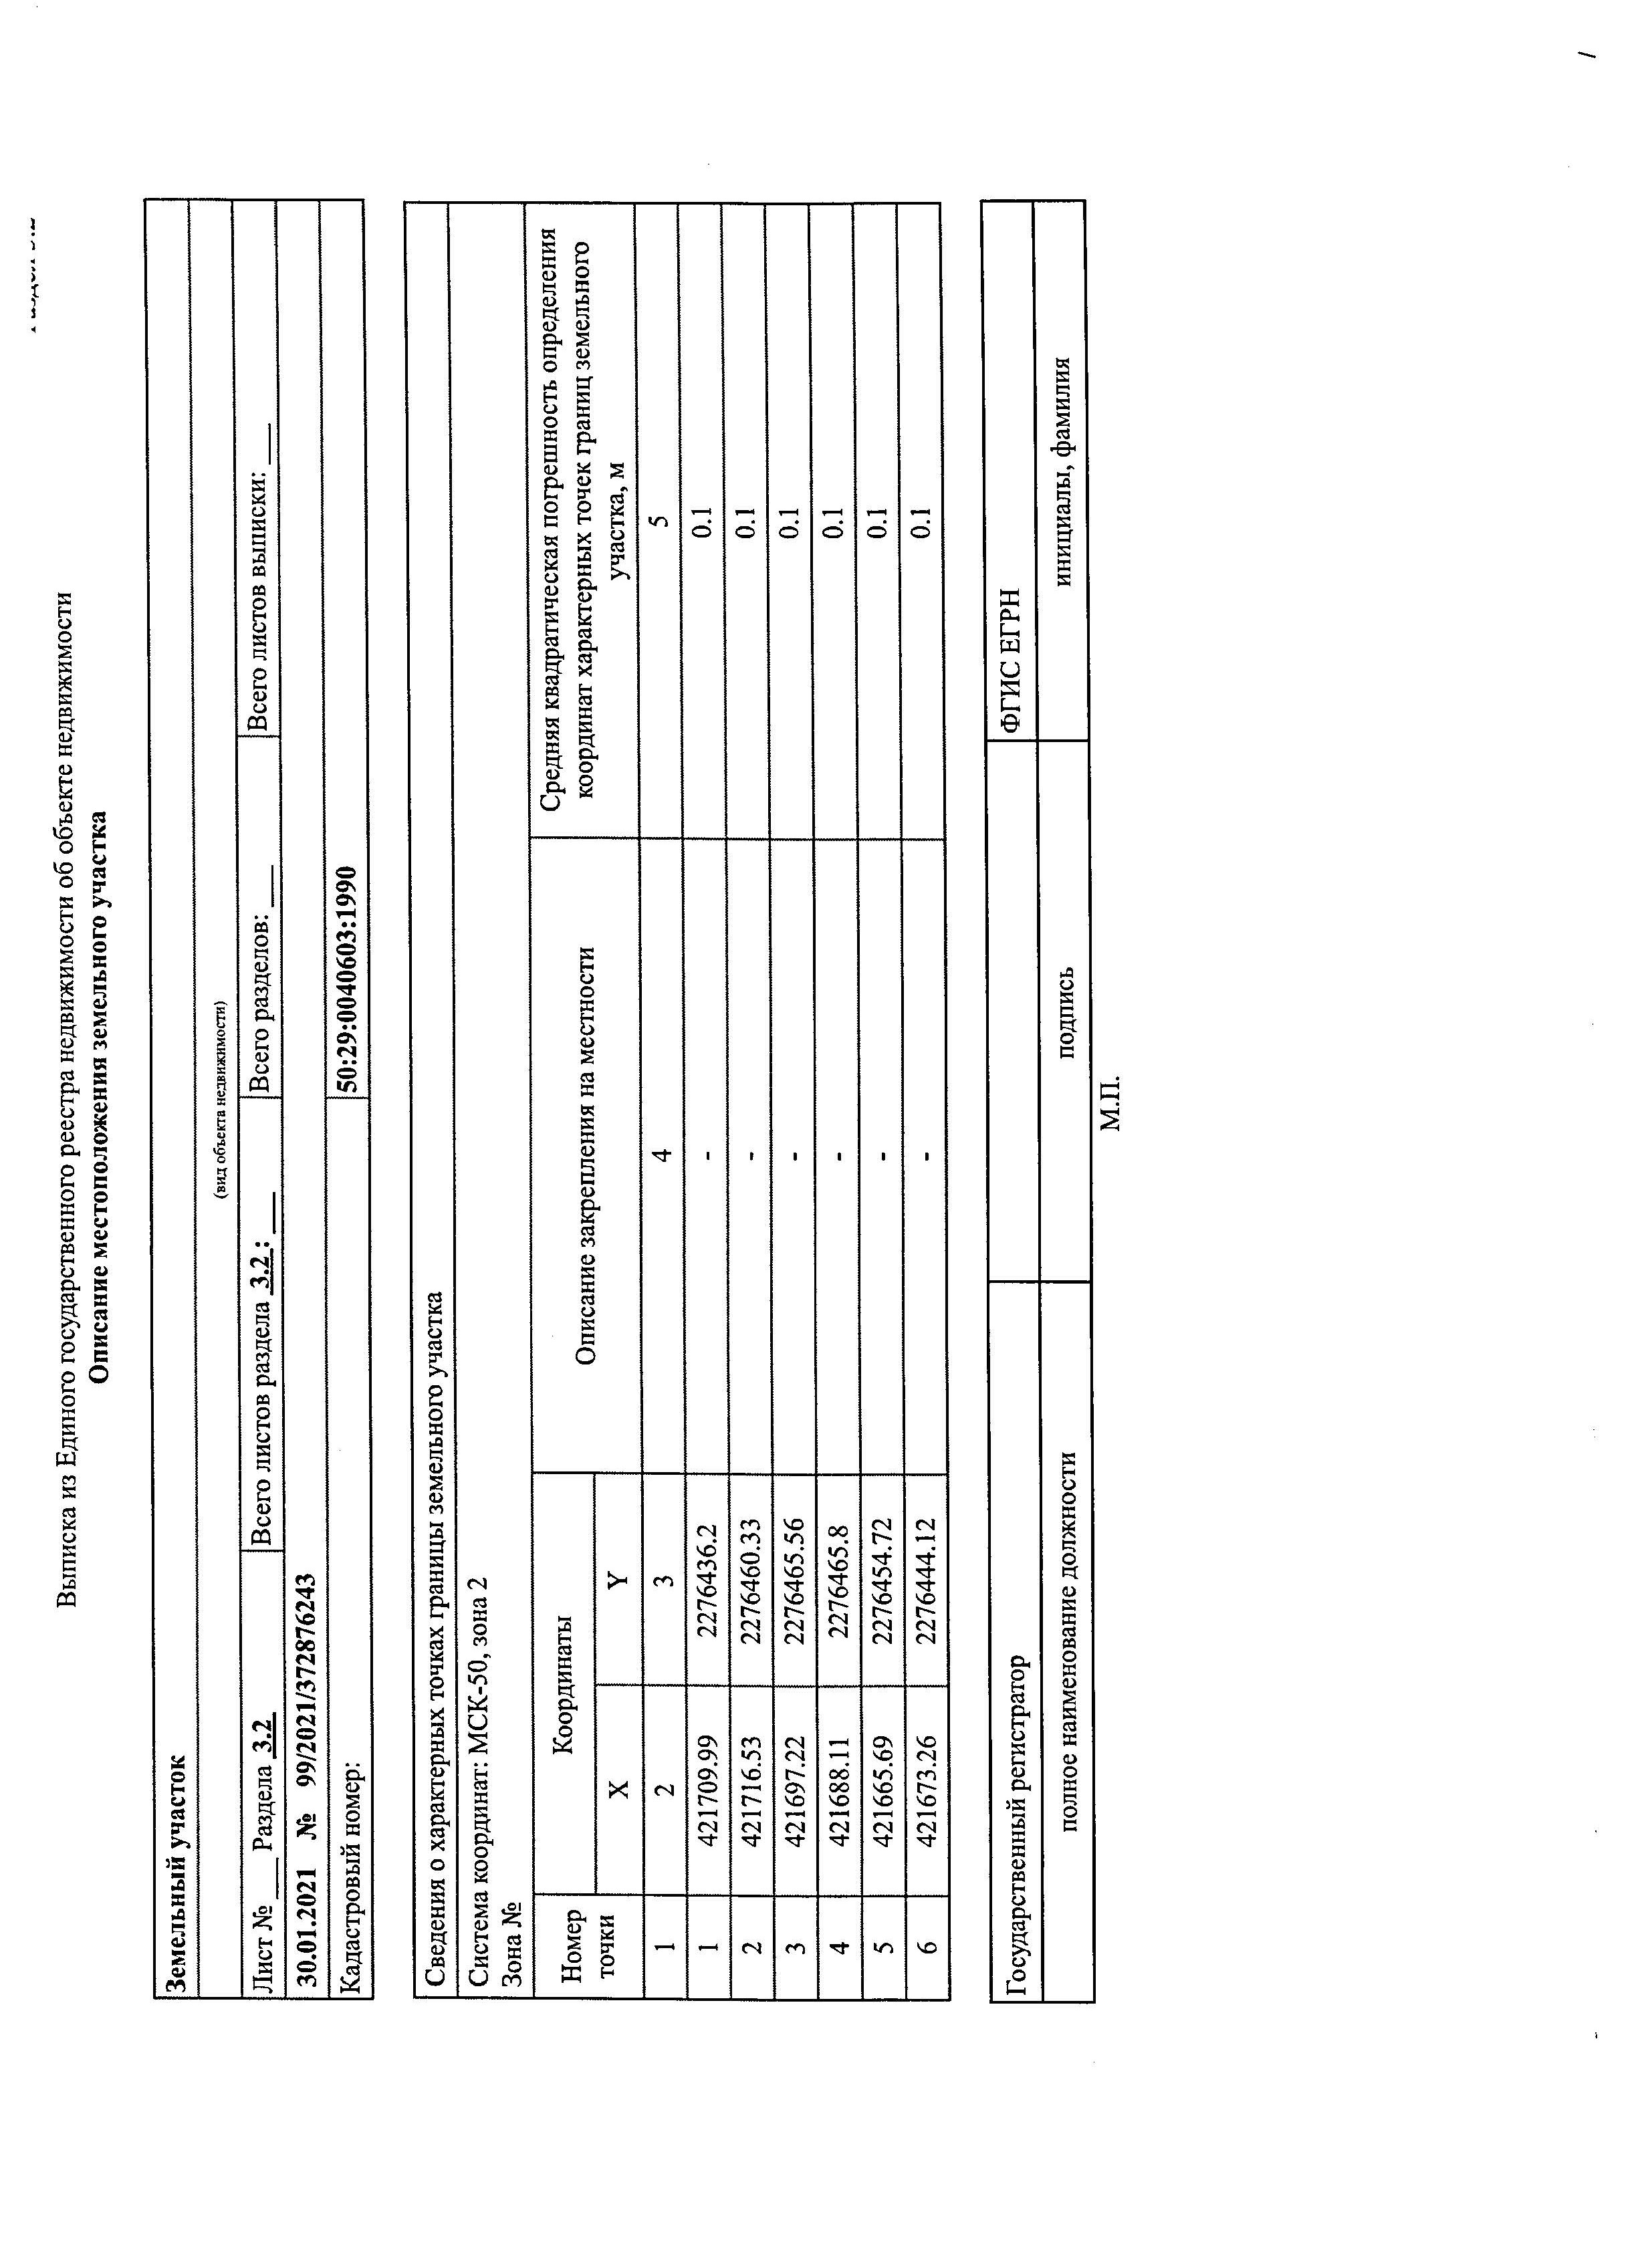 Выписка из Единого государственного реестра недвижимости об объекте недвижимости
Описание местоположения земельного участка
Земельный участок
(вид объекта недвижимости)
Лист № ___ Раздела 3.2 Всего листов раздела 3.2 : ___ Всего разделов: ___ Всего листов выписки: ___
30.01.2021 № 99/2021/372876243
Кадастровый номер: 50:29:0040603:1990
Сведения о характерных точках границы земельного участка
Система координат: МСК-50, зона 2
Зона №
Номер точки Координаты Описание закрепления на местности Средняя квадратическая погрешность определения координат характерных точек границ земельного участка, м
X Y
1 2 3 4 5
1 421709.99 2276436.2 - 0.1
2 421716.53 2276460.33 - 0.1
3 421697.22 2276465.56 - 0.1
4 421688.11 2276465.8 - 0.1
5 421665.69 2276454.72 - 0.1
6 421673.26 2276444.12 - 0.1
Государственный регистратор ФГИС ЕГРН
полное наименование должности подпись инициалы, фамилия
М.П.